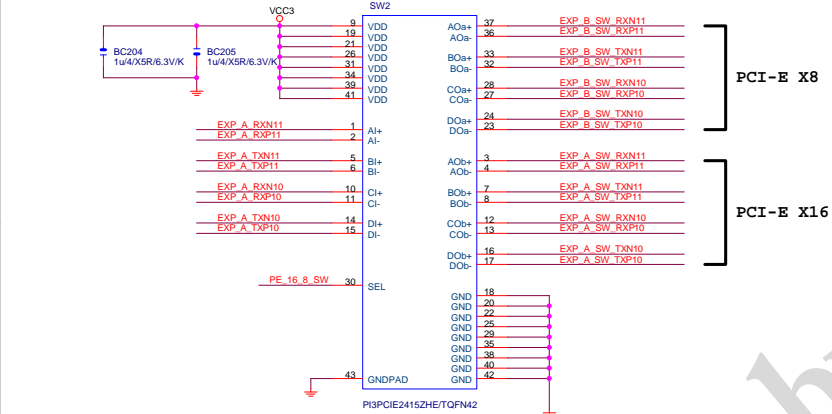 SW2
VCC3
9 VDD
19 VDD
21 VDD
26 VDD
31 VDD
34 VDD
39 VDD
41 VDD
BC204
1u/4/X5R/6.3V/K
BC205
1u/4/X5R/6.3V/K
EXP_A_RXN11 1 AI+
EXP_A_RXP11 2 AI-
EXP_A_TXN11 5 BI+
EXP_A_TXP11 6 BI-
EXP_A_RXN10 10 CI+
EXP_A_RXP10 11 CI-
EXP_A_TXN10 14 DI+
EXP_A_TXP10 15 DI-
PE_16_8_SW 30 SEL
43 GNDPAD
AOa+ 37 EXP_B_SW_RXN11
AOa- 36 EXP_B_SW_RXP11
BOa+ 33 EXP_B_SW_TXN11
BOa- 32 EXP_B_SW_TXP11
COa+ 28 EXP_B_SW_RXN10
COa- 27 EXP_B_SW_RXP10
DOa+ 24 EXP_B_SW_TXN10
DOa- 23 EXP_B_SW_TXP10
PCI-E X8
AOb+ 3 EXP_A_SW_RXN11
AOb- 4 EXP_A_SW_RXP11
BOb+ 7 EXP_A_SW_TXN11
BOb- 8 EXP_A_SW_TXP11
COb+ 12 EXP_A_SW_RXN10
COb- 13 EXP_A_SW_RXP10
DOb+ 16 EXP_A_SW_TXN10
DOb- 17 EXP_A_SW_TXP10
PCI-E X16
GND 18
GND 20
GND 22
GND 25
GND 29
GND 35
GND 38
GND 40
GND 42
PI3PCIE2415ZHE/TQFN42